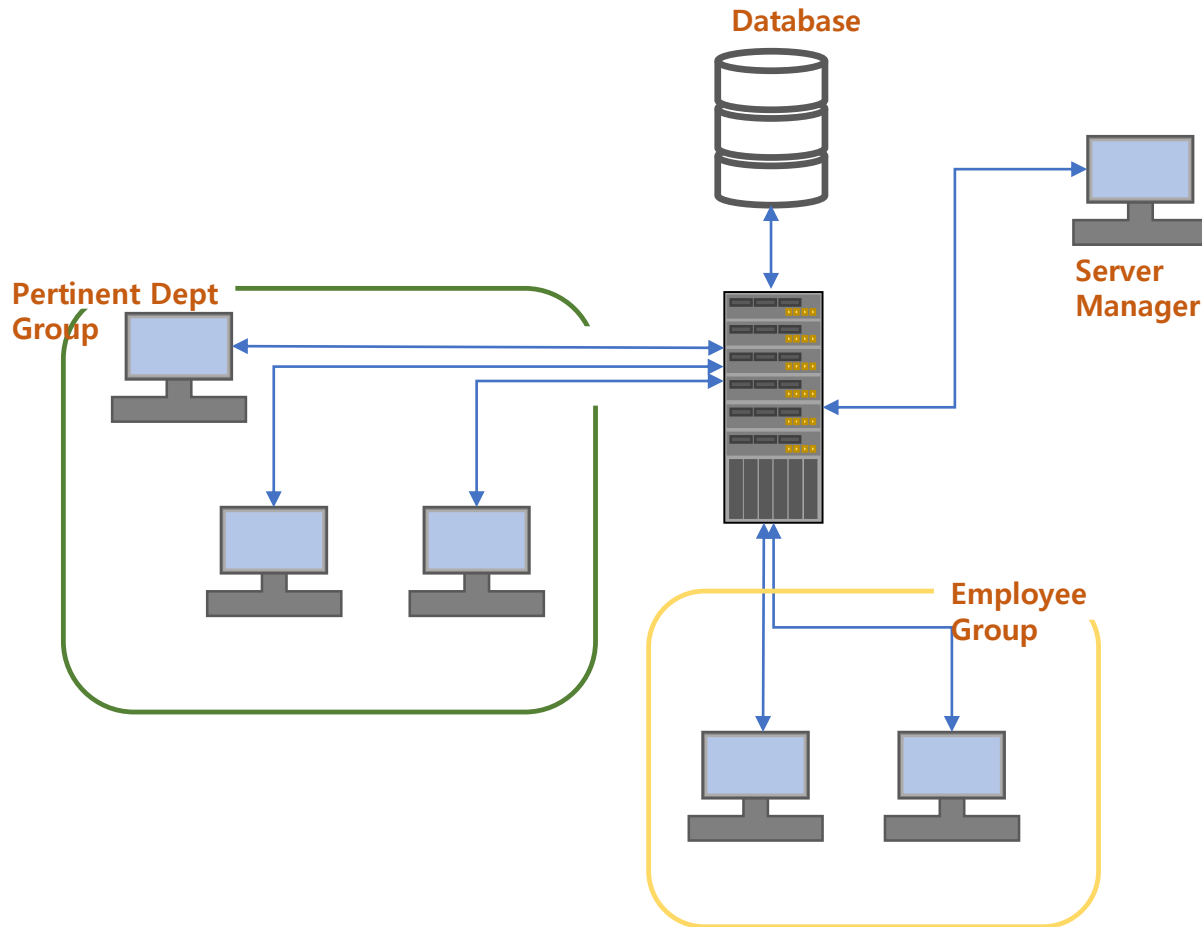 Database
Server
Manager
Pertinent Dept
Group
Employee
Group